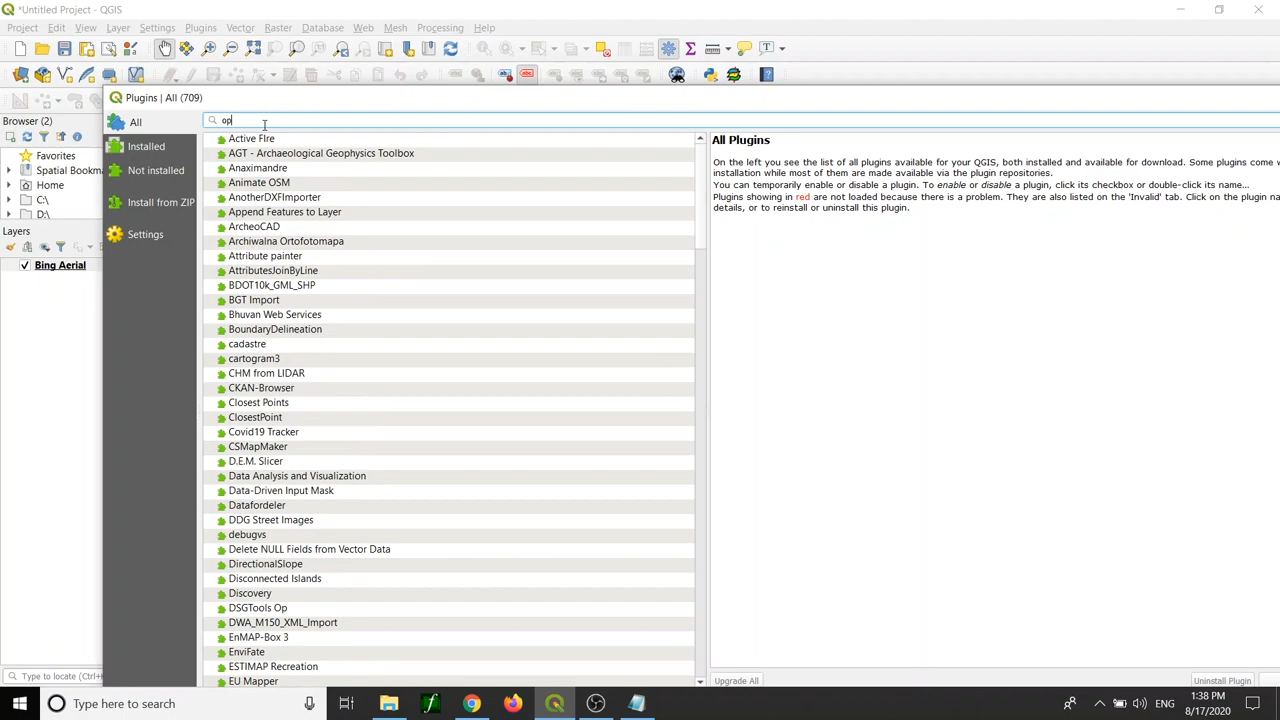 *Untitled Project - QGIS
Project Edit View Layer Settings Plugins Vector Raster Database Web Mesh Processing Help
abc
abc
Browser (2)
Favorites
Spatial Bookm
Home
C:\
D:\
Layers
Bing Aerial
Type to locate (Ctrl+
Plugins | All (709)
All
Installed
Not installed
Install from ZIP
Settings
op
Active FIre
AGT - Archaeological Geophysics Toolbox
Anaximandre
Animate OSM
AnotherDXFImporter
Append Features to Layer
ArcheoCAD
Archiwalna Ortofotomapa
Attribute painter
AttributesJoinByLine
BDOT10k_GML_SHP
BGT Import
Bhuvan Web Services
BoundaryDelineation
cadastre
cartogram3
CHM from LIDAR
CKAN-Browser
Closest Points
ClosestPoint
Covid19 Tracker
CSMapMaker
D.E.M. Slicer
Data Analysis and Visualization
Data-Driven Input Mask
Datafordeler
DDG Street Images
debugvs
Delete NULL Fields from Vector Data
DirectionalSlope
Disconnected Islands
Discovery
DSGTools Op
DWA_M150_XML_Import
EnMAP-Box 3
EnviFate
ESTIMAP Recreation
EU Mapper
All Plugins
On the left you see the list of all plugins available for your QGIS, both installed and available for download. Some plugins come w
installation while most of them are made available via the plugin repositories.
You can temporarily enable or disable a plugin. To enable or disable a plugin, click its checkbox or double-click its name...
Plugins showing in red are not loaded because there is a problem. They are also listed on the 'Invalid' tab. Click on the plugin na
details, or to reinstall or uninstall this plugin.
Upgrade All
Uninstall Plugin
Type here to search
ENG
1:38 PM
8/17/2020